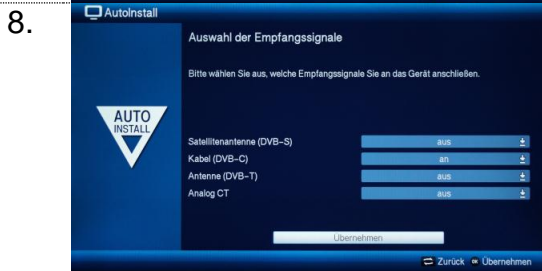 8.
AutoInstall
Auswahl der Empfangssignale
Bitte wählen Sie aus, welche Empfangssignale Sie an das Gerät anschließen.
AUTO
INSTALL
Satellitenantenne (DVB-S) aus
Kabel (DVB-C) an
Antenne (DVB-T) aus
Analog CT aus
Übernehmen
Zurück OK Übernehmen